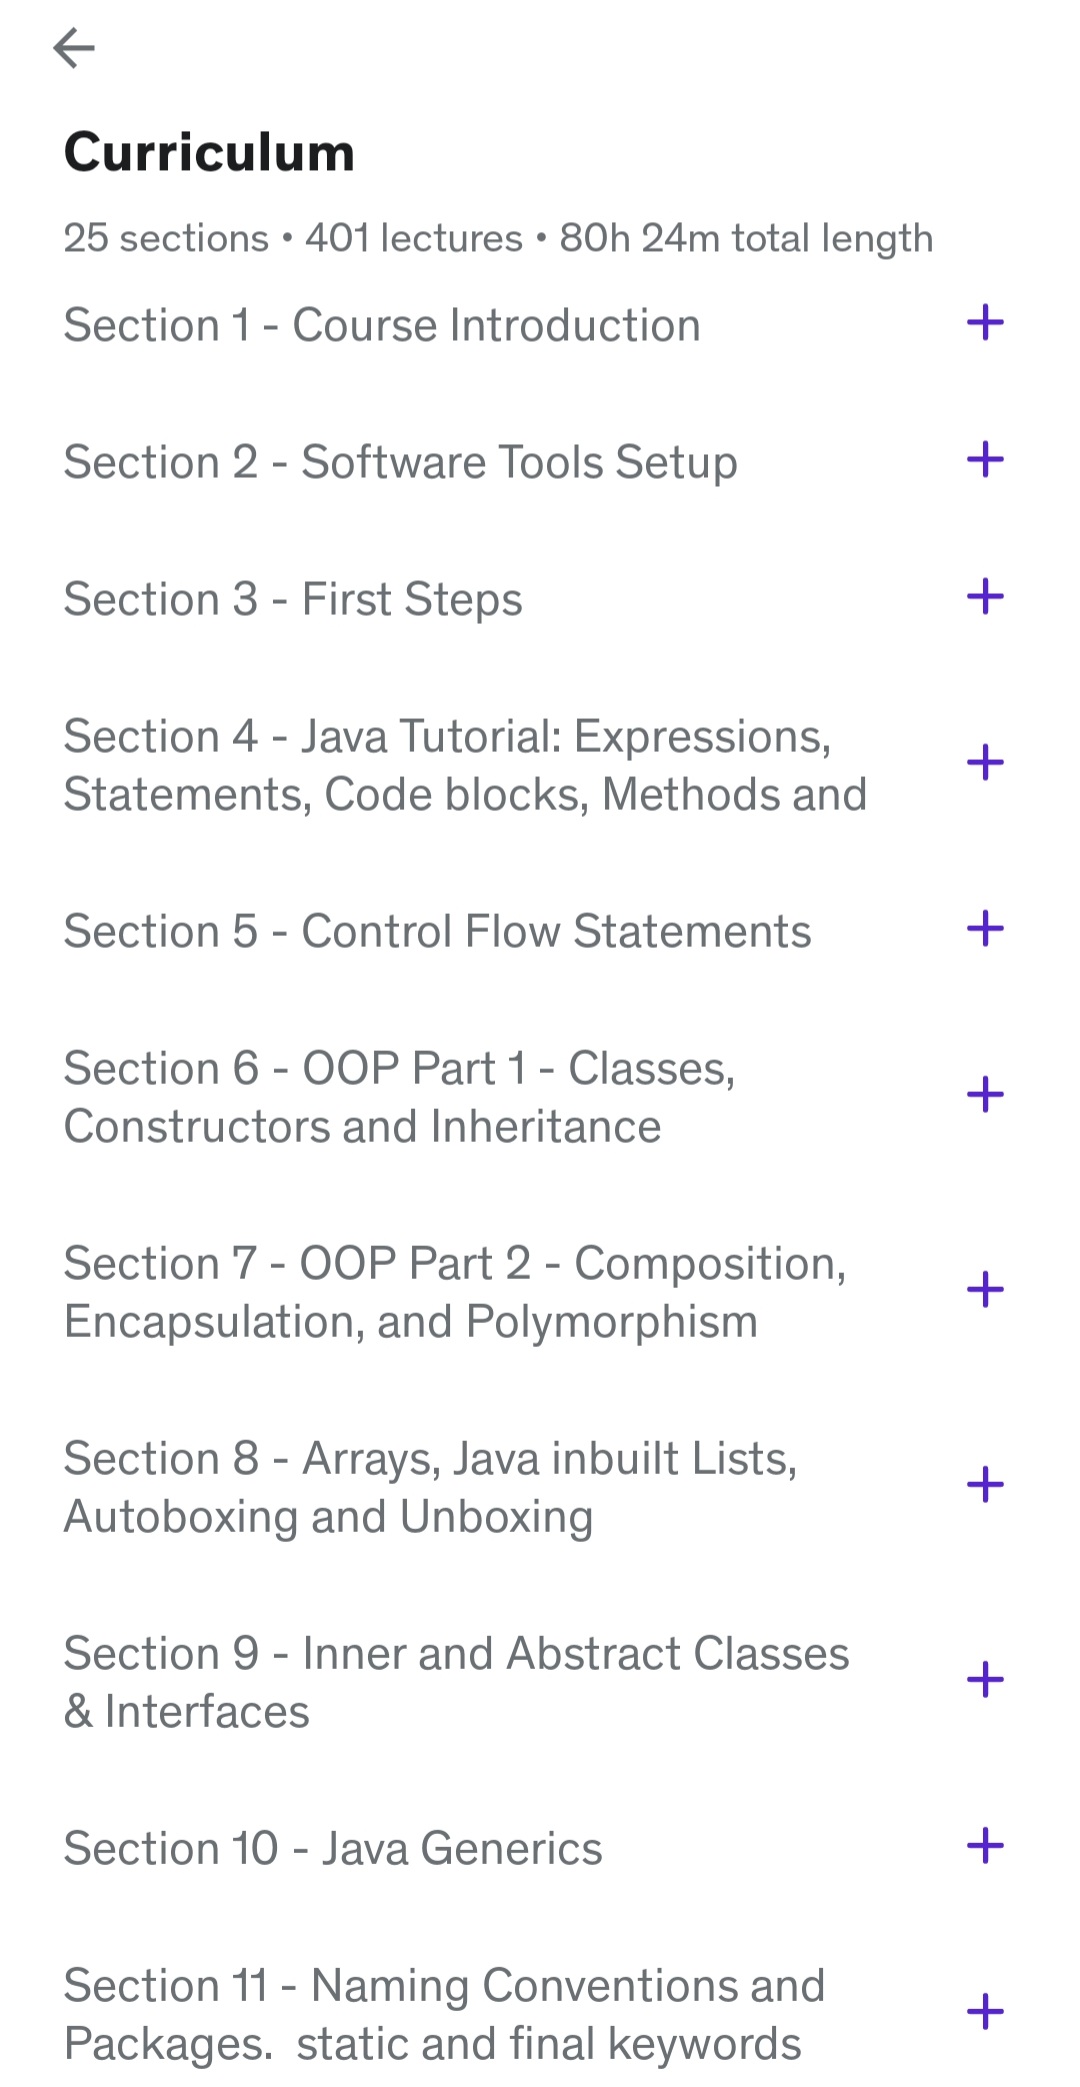 Curriculum
25 sections • 401 lectures • 80h 24m total length
Section 1 - Course Introduction
Section 2 - Software Tools Setup
Section 3 - First Steps
Section 4 - Java Tutorial: Expressions,
Statements, Code blocks, Methods and
Section 5 - Control Flow Statements
Section 6 - OOP Part 1 - Classes,
Constructors and Inheritance
Section 7 - OOP Part 2 - Composition,
Encapsulation, and Polymorphism
Section 8 - Arrays, Java inbuilt Lists,
Autoboxing and Unboxing
Section 9 - Inner and Abstract Classes
& Interfaces
Section 10 - Java Generics
Section 11 - Naming Conventions and
Packages.  static and final keywords